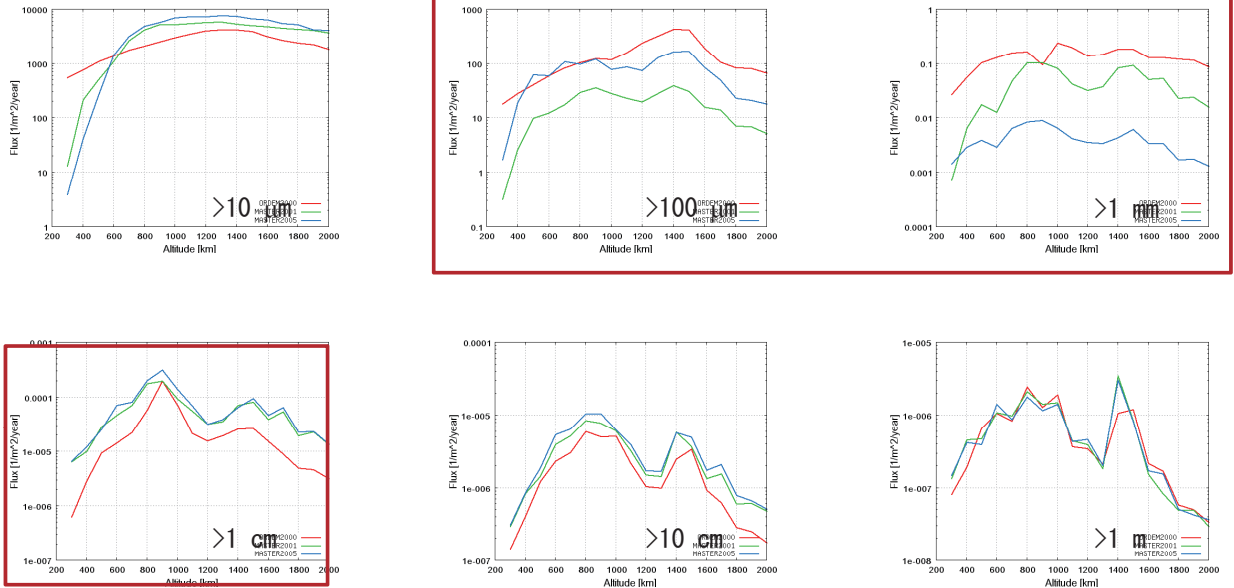 10000
1000
100
10
1
Flux [1/m^2/year]
>10 μm
ORDEM2000
MASTER2001
MASTER2005
200 400 600 800 1000 1200 1400 1600 1800 2000
Altitude [km]
1000
100
10
1
0.1
Flux [1/m^2/year]
>100 μm
ORDEM2000
MASTER2001
MASTER2005
200 400 600 800 1000 1200 1400 1600 1800 2000
Altitude [km]
1
0.1
0.01
0.001
0.0001
Flux [1/m^2/year]
>1 mm
ORDEM2000
MASTER2001
MASTER2005
200 400 600 800 1000 1200 1400 1600 1800 2000
Altitude [km]
0.001
0.0001
1e-005
1e-006
1e-007
Flux [1/m^2/year]
>1 cm
ORDEM2000
MASTER2001
MASTER2005
200 400 600 800 1000 1200 1400 1600 1800 2000
Altitude [km]
0.0001
1e-005
1e-006
1e-007
Flux [1/m^2/year]
>10 cm
ORDEM2000
MASTER2001
MASTER2005
200 400 600 800 1000 1200 1400 1600 1800 2000
Altitude [km]
1e-005
1e-006
1e-007
1e-008
Flux [1/m^2/year]
>1 m
ORDEM2000
MASTER2001
MASTER2005
200 400 600 800 1000 1200 1400 1600 1800 2000
Altitude [km]